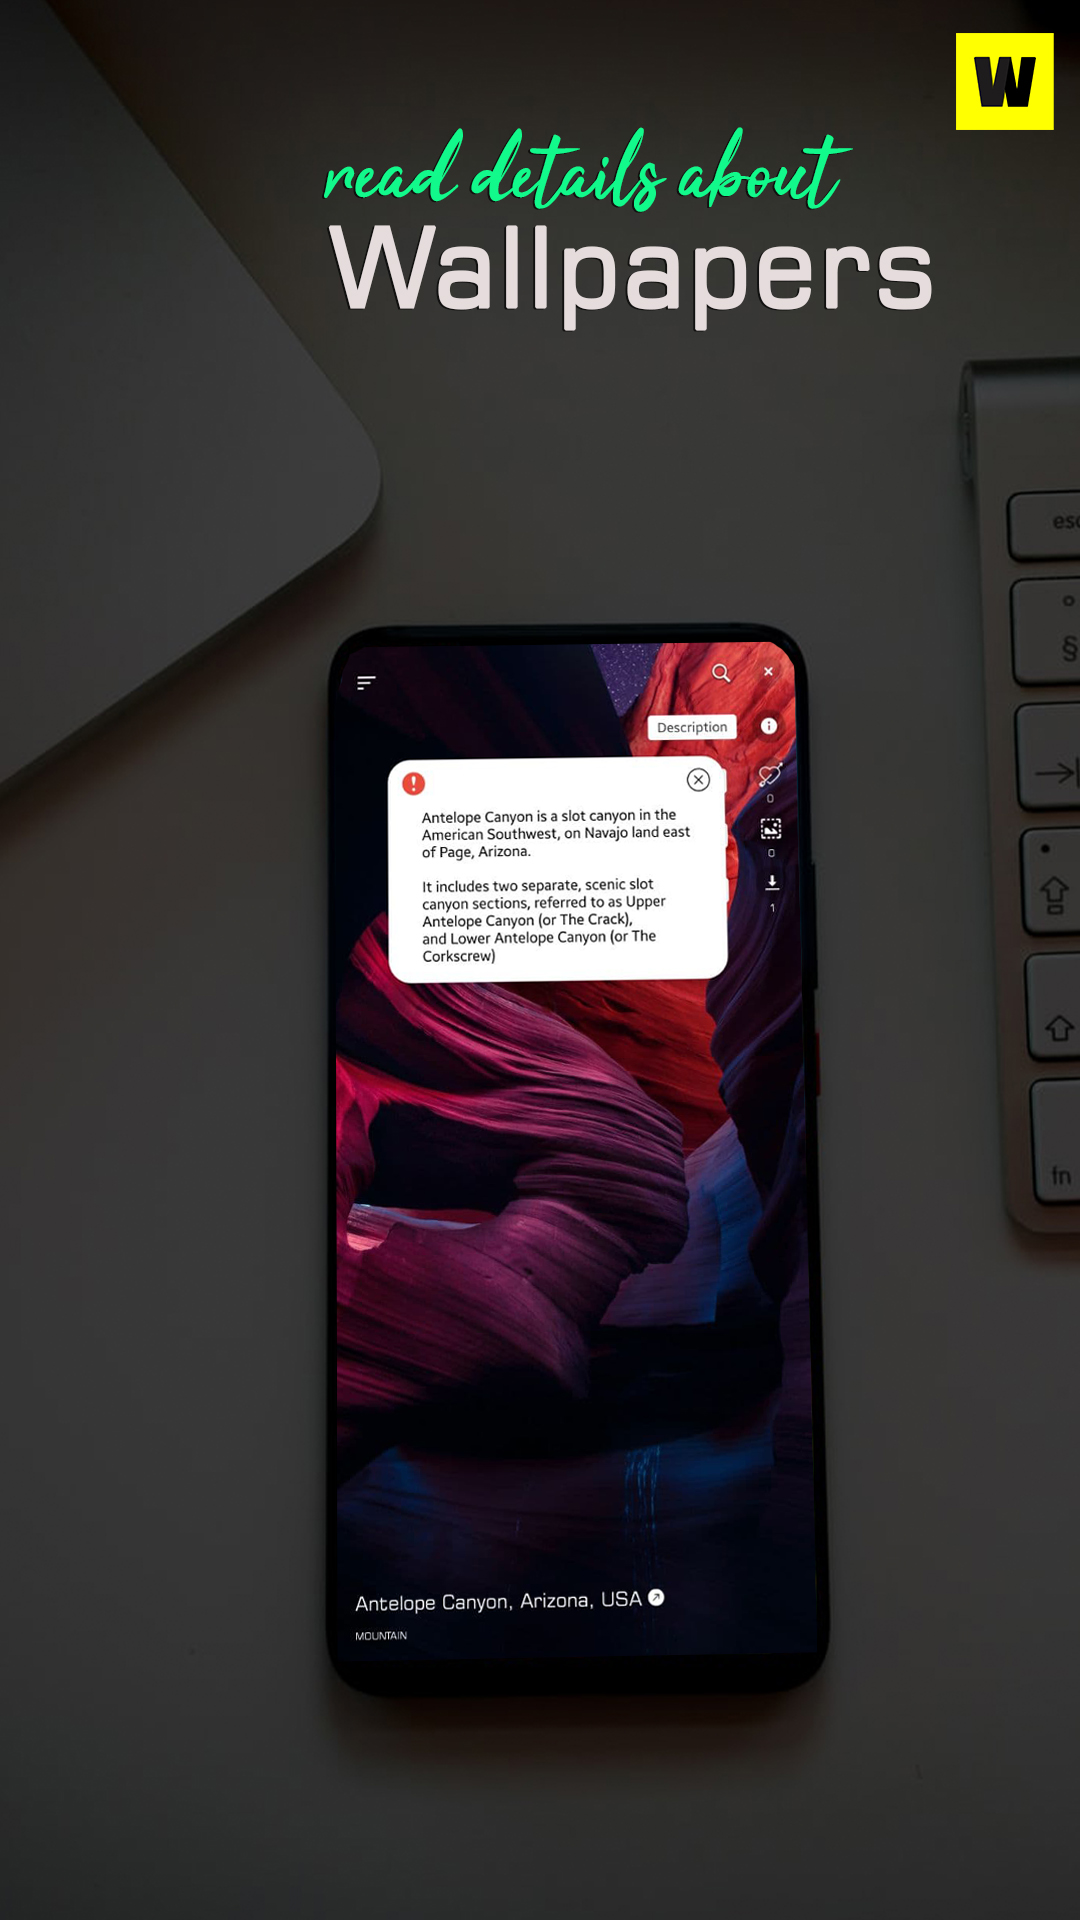 W
read details about
Wallpapers
esc
°
§
Description
Antelope Canyon is a slot canyon in the
American Southwest, on Navajo land east
of Page, Arizona.
It includes two separate, scenic slot
canyon sections, referred to as Upper
Antelope Canyon (or The Crack),
and Lower Antelope Canyon (or The
Corkscrew)
0
0
1
fn
Antelope Canyon, Arizona, USA
MOUNTAIN